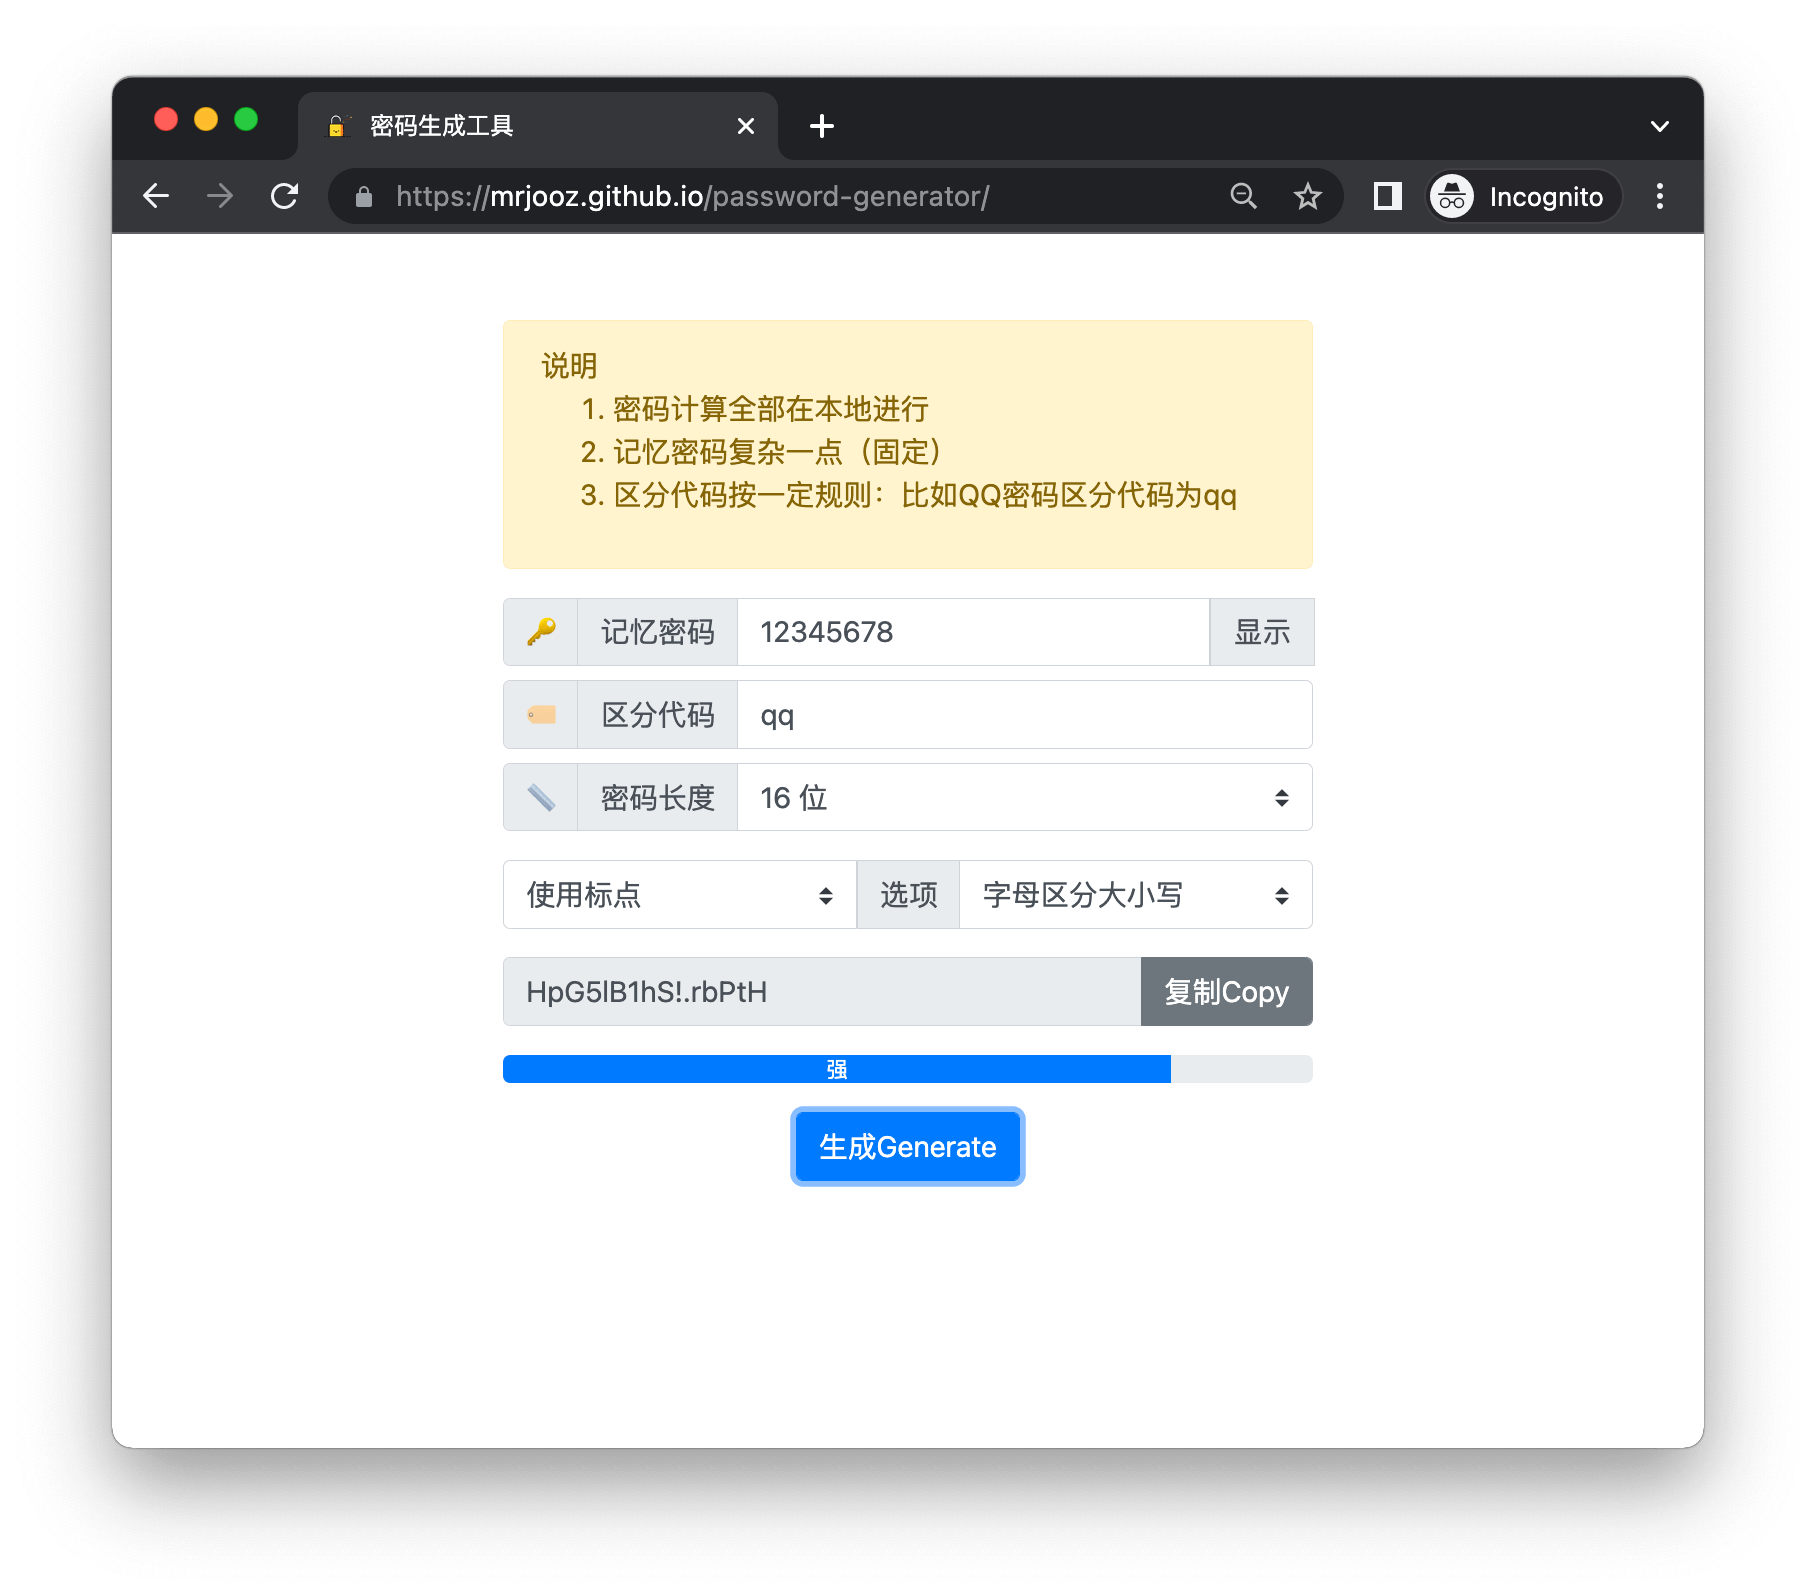 密码生成工具
https://mrjooz.github.io/password-generator/
Incognito
说明
1. 密码计算全部在本地进行
2. 记忆密码复杂一点（固定）
3. 区分代码按一定规则：比如QQ密码区分代码为qq
记忆密码 12345678 显示
区分代码 qq
密码长度 16 位
使用标点 选项 字母区分大小写
HpG5lB1hS!.rbPtH 复制Copy
强
生成Generate